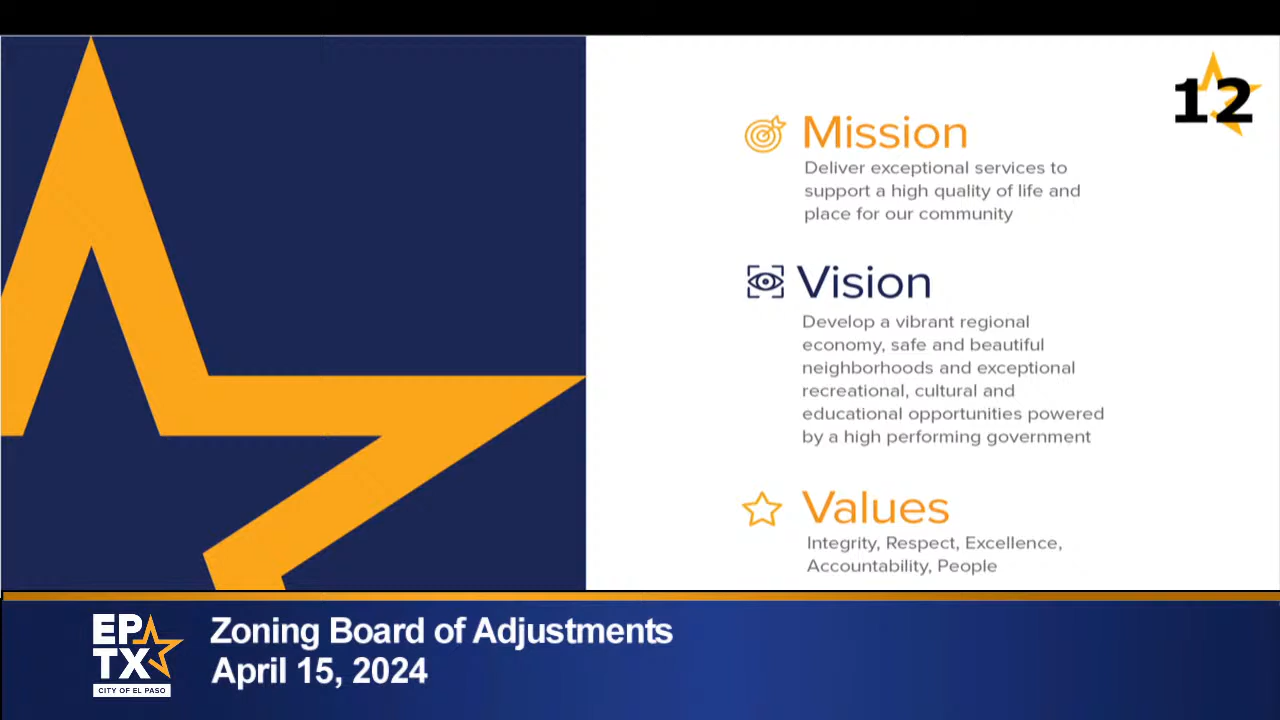 12
Mission
Deliver exceptional services to
support a high quality of life and
place for our community
Vision
Develop a vibrant regional
economy, safe and beautiful
neighborhoods and exceptional
recreational, cultural and
educational opportunities powered
by a high performing government
Values
Integrity, Respect, Excellence,
Accountability, People
EP
TX
CITY OF EL PASO
Zoning Board of Adjustments
April 15, 2024